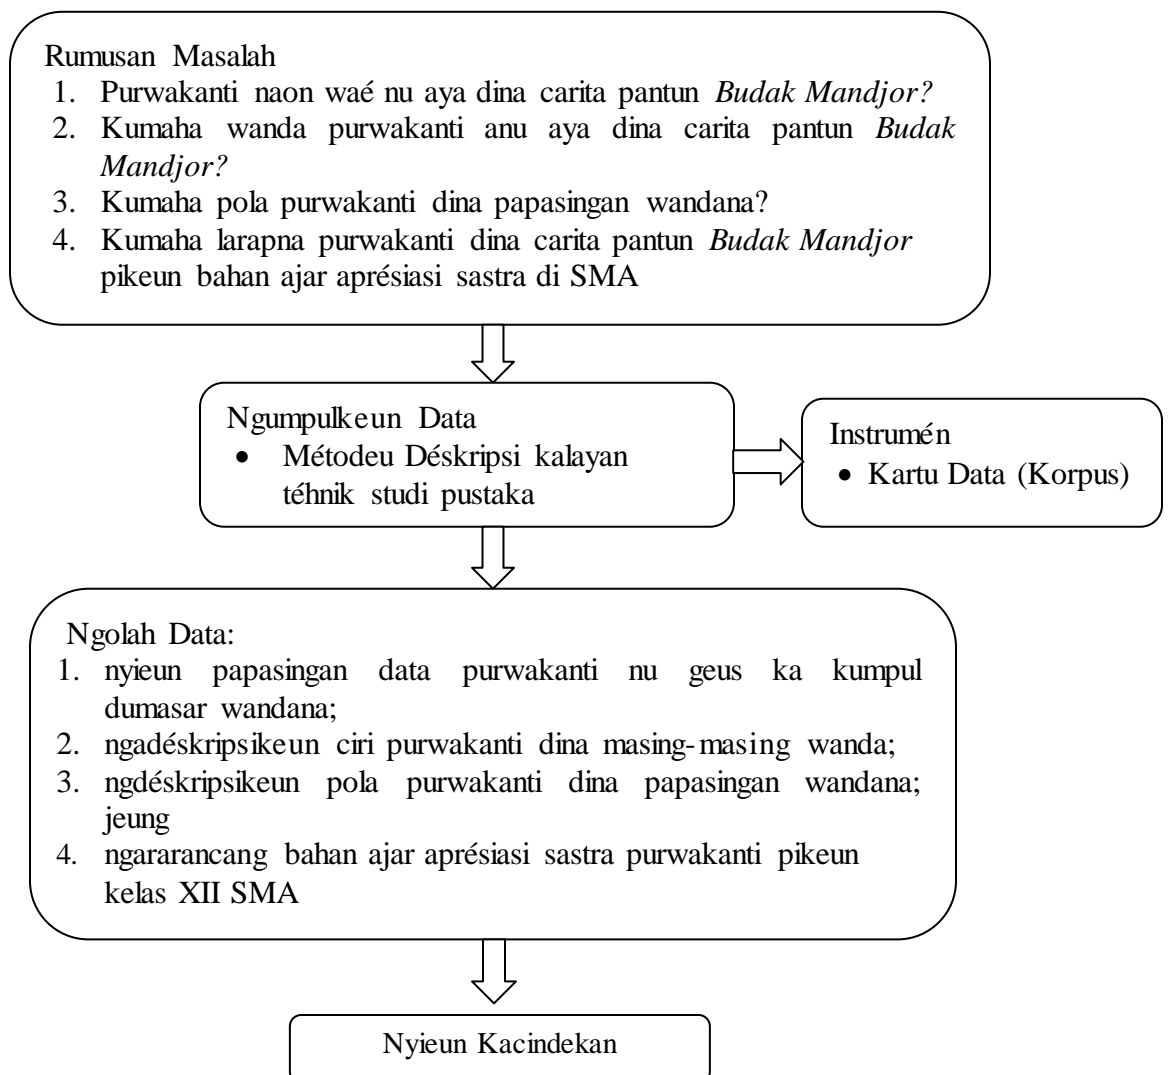 Rumusan Masalah
1. Purwakanti naon waé nu aya dina carita pantun Budak Mandjor?
2. Kumaha wanda purwakanti anu aya dina carita pantun Budak
Mandjor?
3. Kumaha pola purwakanti dina papasingan wandana?
4. Kumaha larapna purwakanti dina carita pantun Budak Mandjor
pikeun bahan ajar aprésiasi sastra di SMA
Ngumpulkeun Data
• Métodeu Déskripsi kalayan
téhnik studi pustaka
Instrumén
• Kartu Data (Korpus)
Ngolah Data:
1. nyieun papasingan data purwakanti nu geus ka kumpul
dumasar wandana;
2. ngadéskripsikeun ciri purwakanti dina masing-masing wanda;
3. ngdéskripsikeun pola purwakanti dina papasingan wandana;
jeung
4. ngararancang bahan ajar aprésiasi sastra purwakanti pikeun
kelas XII SMA
Nyieun Kacindekan